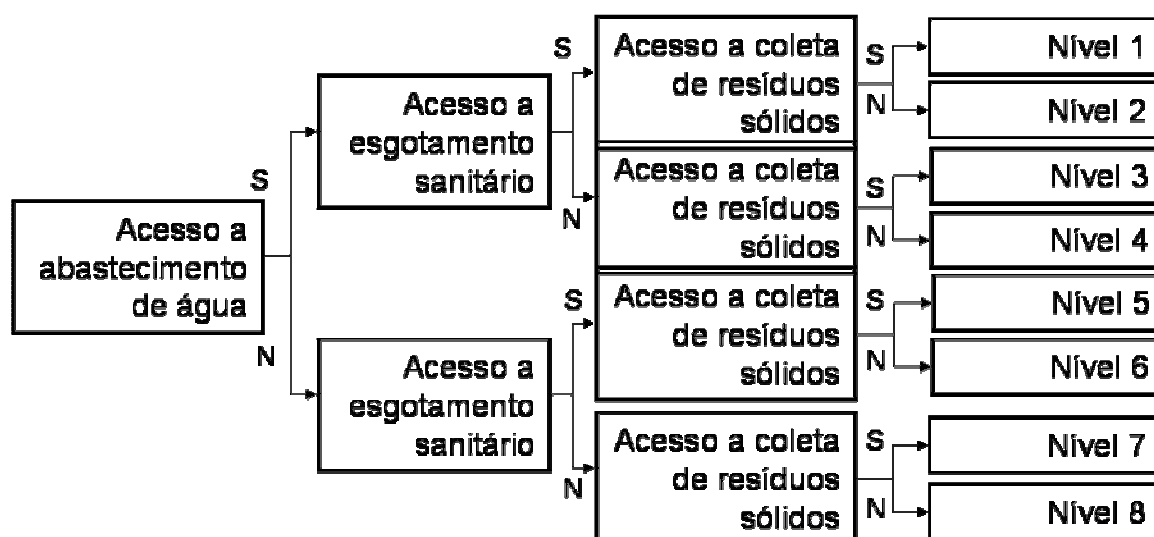 Acesso a
abastecimento
de água
S
N
Acesso a
esgotamento
sanitário
S
N
Acesso a
esgotamento
sanitário
S
N
Acesso a coleta
de resíduos
sólidos
S
N
Acesso a coleta
de resíduos
sólidos
S
N
Acesso a coleta
de resíduos
sólidos
S
N
Acesso a coleta
de resíduos
sólidos
S
N
Nível 1
Nível 2
Nível 3
Nível 4
Nível 5
Nível 6
Nível 7
Nível 8